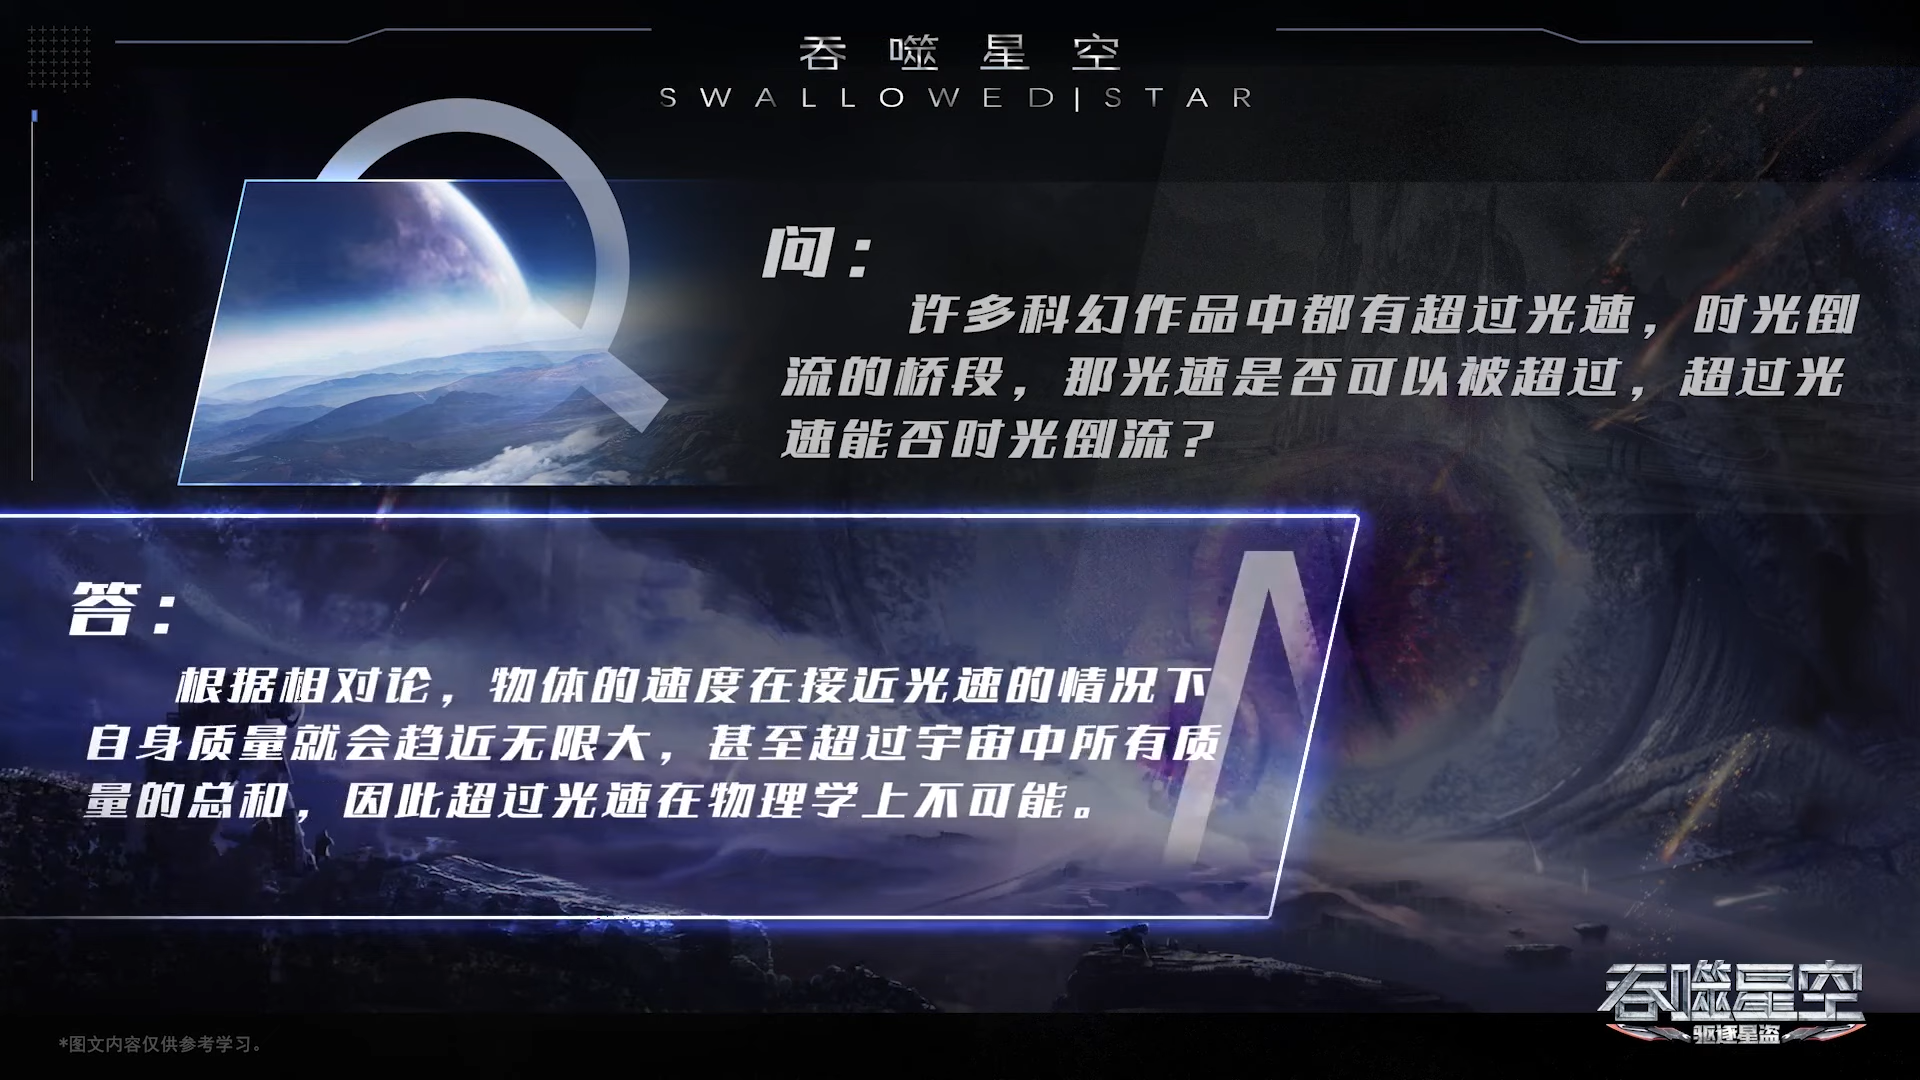 吞噬星空
SWALLOWED|STAR
问：
许多科幻作品中都有超过光速，时光倒
流的桥段，那光速是否可以被超过，超过光
速能否时光倒流？
答：
根据相对论，物体的速度在接近光速的情况下
自身质量就会趋近无限大，甚至超过宇宙中所有质
量的总和，因此超过光速在物理学上不可能。
*图文内容仅供参考学习。
吞噬星空
驱逐星盗